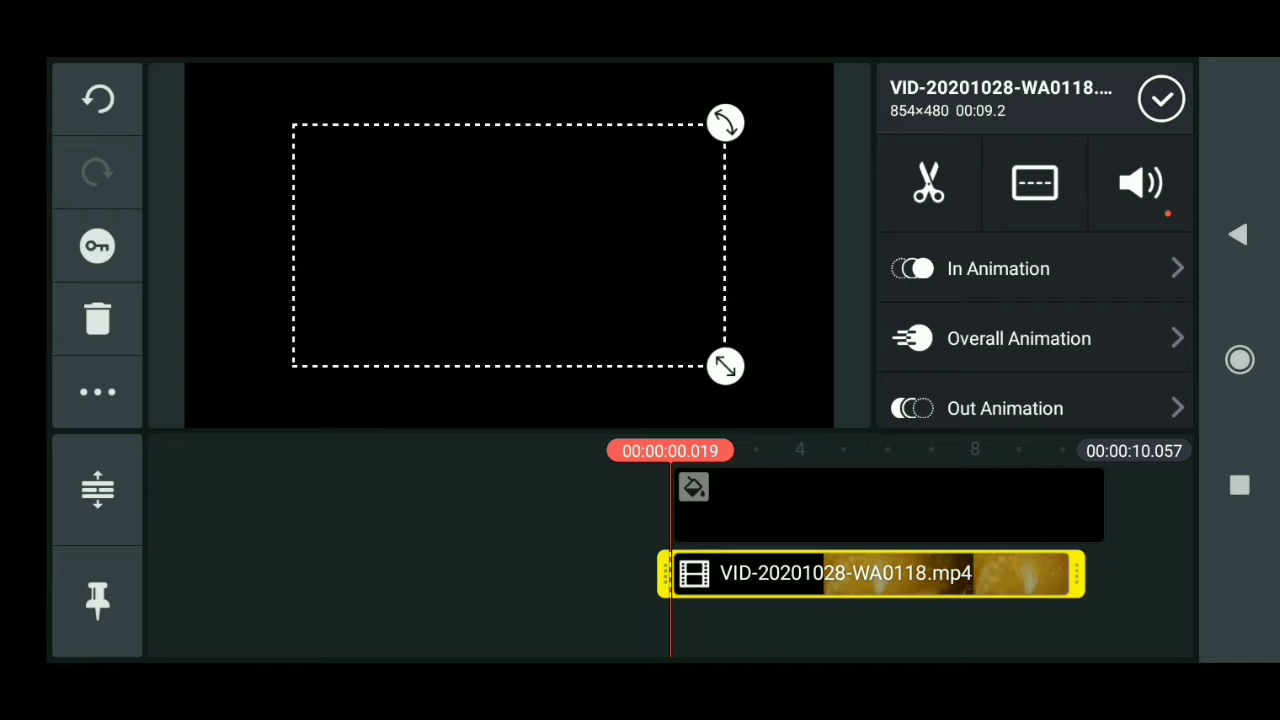 VID-20201028-WA0118....
854×480 00:09.2
In Animation
Overall Animation
Out Animation
00:00:00.019
4
8
00:00:10.057
VID-20201028-WA0118.mp4